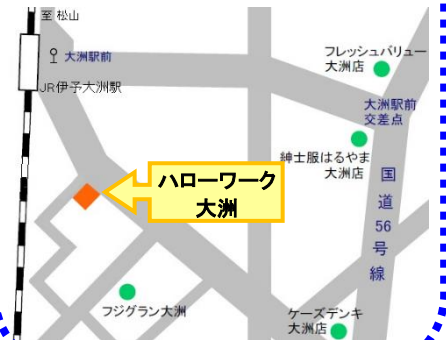 至 松山
大洲駅前
JR伊予大洲駅
フレッシュバリュー
大洲店
大洲駅前
交差点
紳士服はるやま
大洲店
国道56号線
ハローワーク
大洲
フジグラン大洲
ケーズデンキ
大洲店